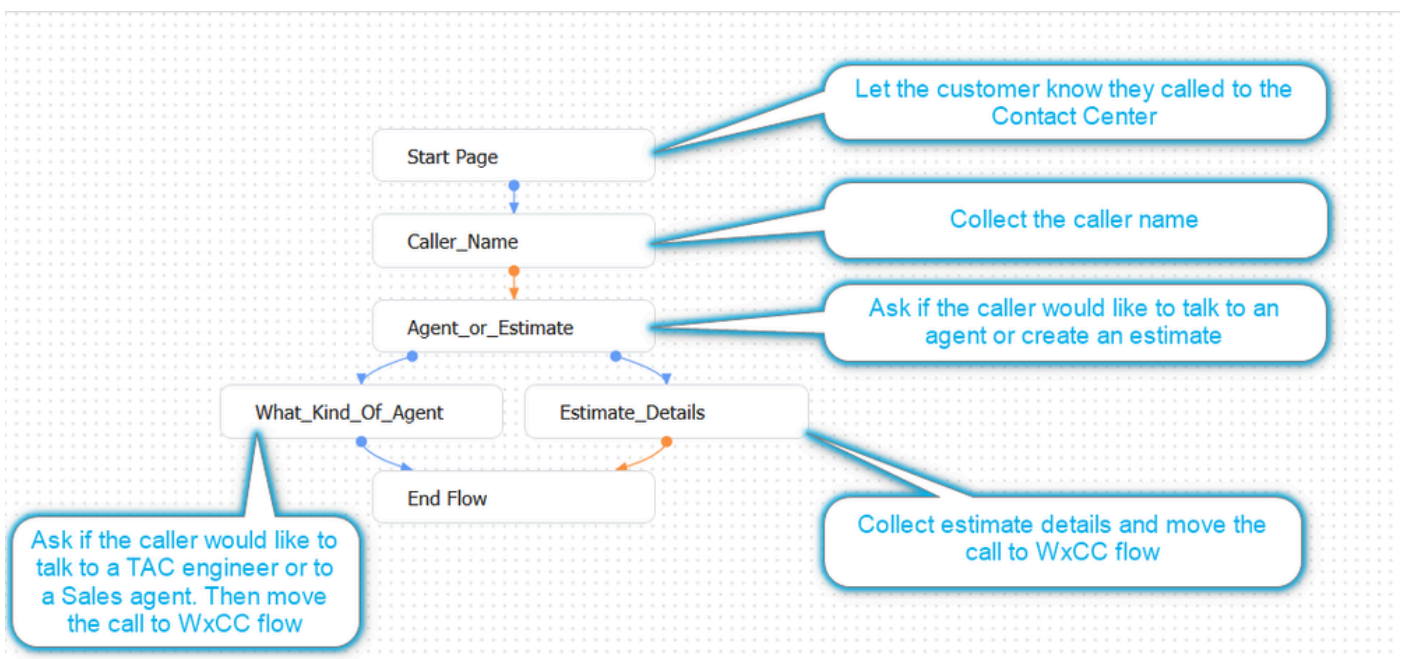 Let the customer know they called to the
Contact Center
Start Page
Collect the caller name
Caller_Name
Ask if the caller would like to talk to an
agent or create an estimate
Agent_or_Estimate
What_Kind_Of_Agent
Estimate_Details
End Flow
Ask if the caller would like to
talk to a TAC engineer or to
a Sales agent. Then move
the call to WxCC flow
Collect estimate details and move the
call to WxCC flow